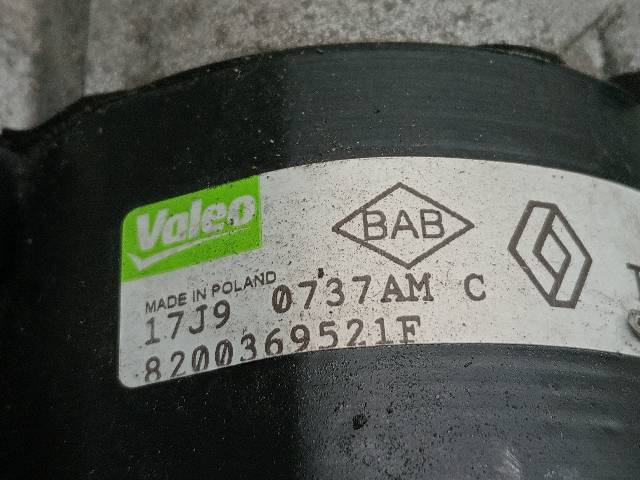 Valeo
BAB
MADE IN POLAND
17J9 0737AM C
8200369521F